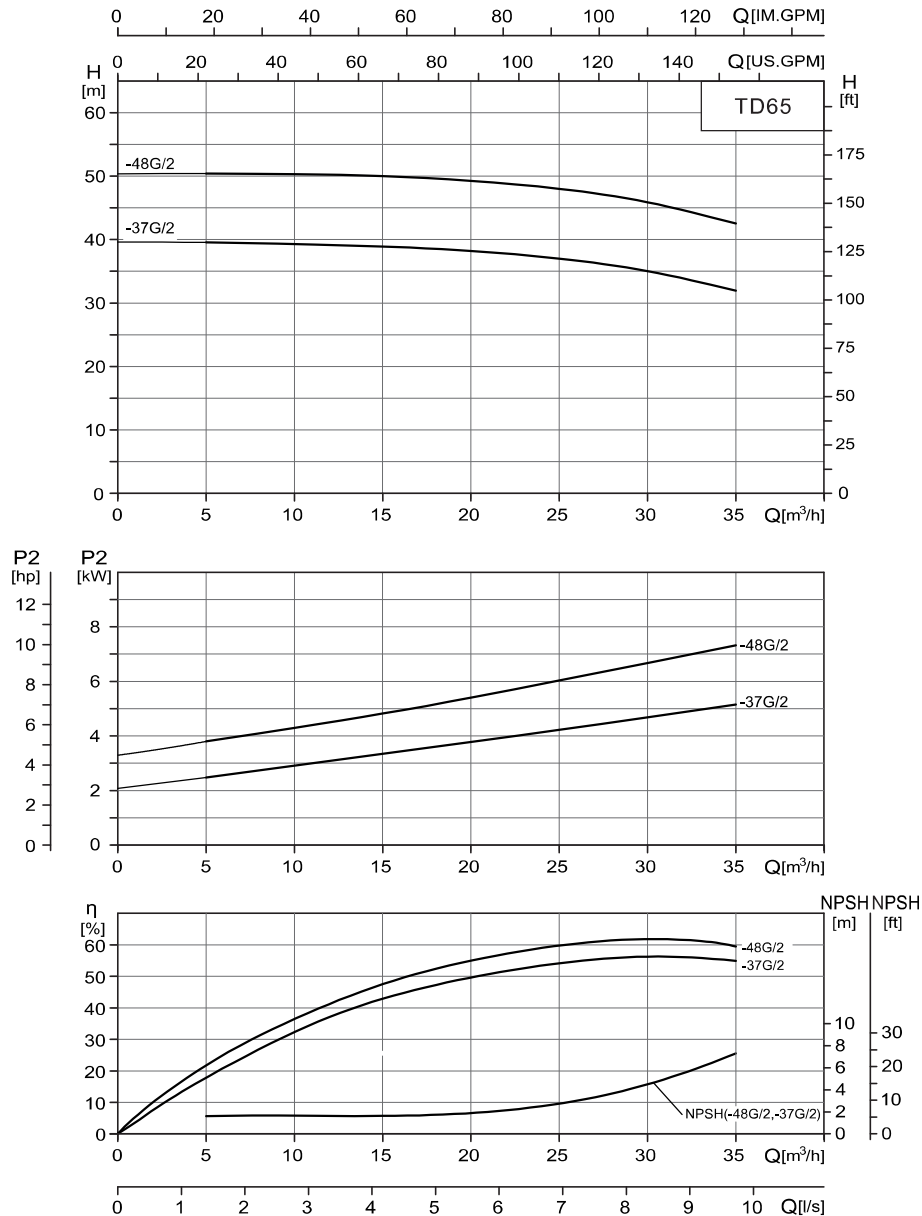 0 20 40 60 80 100 120 Q[IM.GPM]
0 20 40 60 80 100 120 140 Q[US.GPM]
H
[m]
H
[ft]
TD65
60
50
40
30
20
10
0
-48G/2
-37G/2
175
150
125
100
75
50
25
0
0 5 10 15 20 25 30 35 Q[m³/h]
P2
[hp]
P2
[kW]
12
10
8
6
4
2
0
8
6
4
2
0
-48G/2
-37G/2
0 5 10 15 20 25 30 35 Q[m³/h]
η
[%]
NPSH
[m]
NPSH
[ft]
60
50
40
30
20
10
0
-48G/2
-37G/2
NPSH(-48G/2,-37G/2)
10
8
6
4
2
0
30
20
10
0
0 5 10 15 20 25 30 35 Q[m³/h]
0 1 2 3 4 5 6 7 8 9 10 Q[l/s]